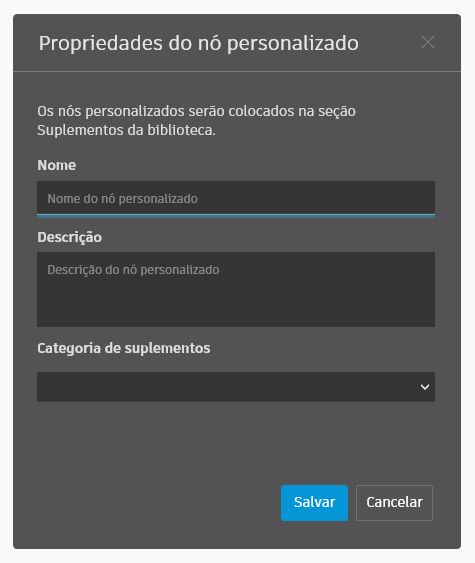 Propriedades do nó personalizado
Os nós personalizados serão colocados na seção
Suplementos da biblioteca.
Nome
Nome do nó personalizado
Descrição
Descrição do nó personalizado
Categoria de suplementos
Salvar
Cancelar